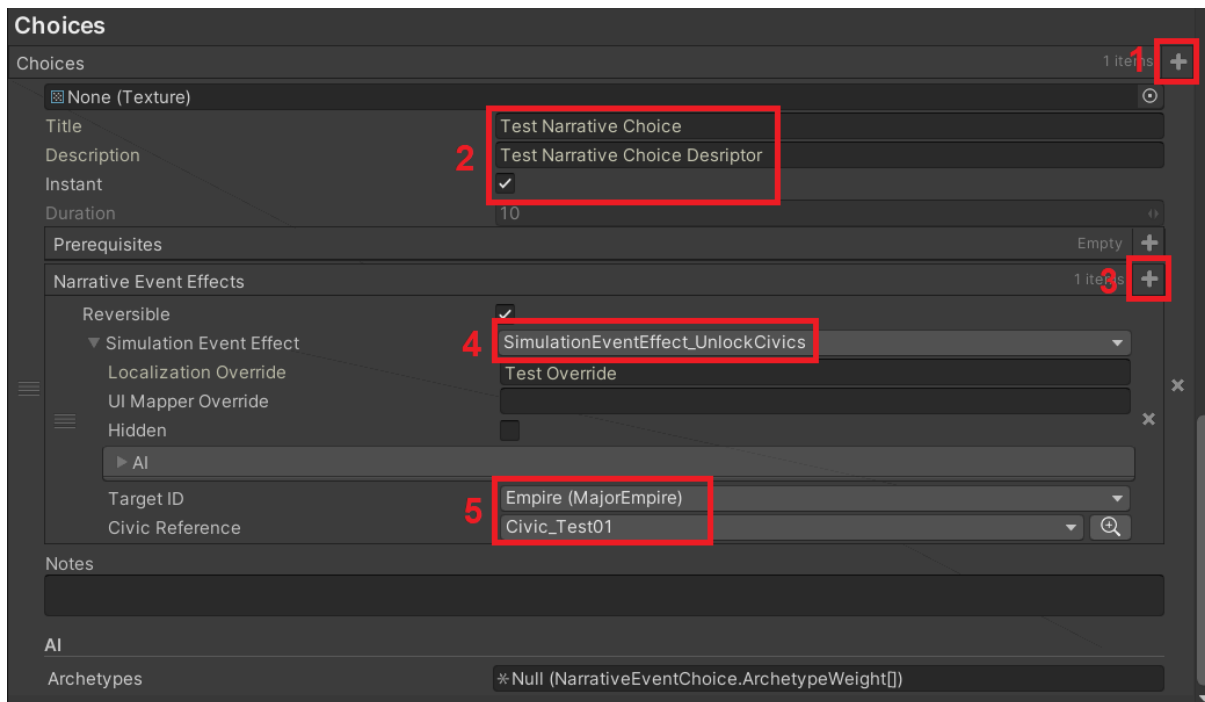 Choices
Choices 1 items 1
None (Texture)
Title Test Narrative Choice
Description 2 Test Narrative Choice Desriptor
Instant
Duration 10
Prerequisites Empty
Narrative Event Effects 1 items 3
Reversible
Simulation Event Effect 4 SimulationEventEffect_UnlockCivics
Localization Override Test Override
UI Mapper Override
Hidden
AI
Target ID 5 Empire (MajorEmpire)
Civic Reference Civic_Test01
Notes
AI
Archetypes *Null (NarrativeEventChoice.ArchetypeWeight[])